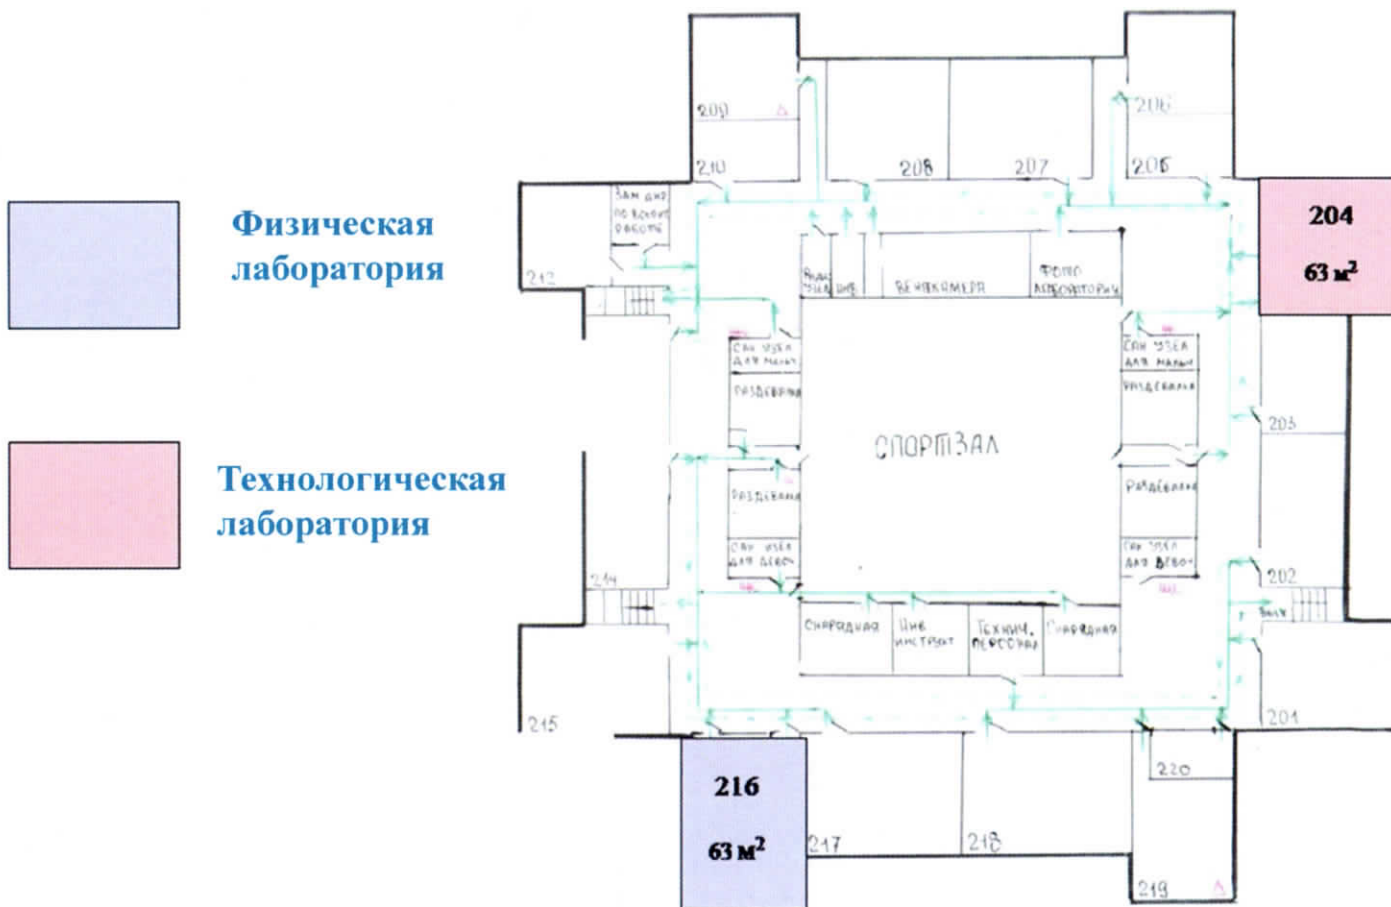 Физическая
лаборатория
Технологическая
лаборатория
209
210
208
207
206
205
204
63 м²
ЗАМ ДИР
ПО ВОСПИТ
РАБОТЕ
213
ИНВ
ВЕНТКАМЕРА
ФОТО
ЛАБОРАТОРИЯ
САН УЗЕЛ
ДЛЯ МАЛЬЧ
РАЗДЕВАЛКА
САН УЗЕЛ
ДЛЯ МАЛЬЧ
РАЗДЕВАЛКА
203
СПОРТЗАЛ
РАЗДЕВАЛКА
САН УЗЕЛ
ДЛЯ ДЕВОЧ
РАЗДЕВАЛКА
САН УЗЕЛ
ДЛЯ ДЕВОЧ
214
202
ВЫХ
СНАРЯДНАЯ
ИНВ
ИНСТРУКТ
ТЕХНИЧ.
ПЕРСОНАЛ
СНАРЯДНАЯ
215
201
216
63 м²
217
218
220
219